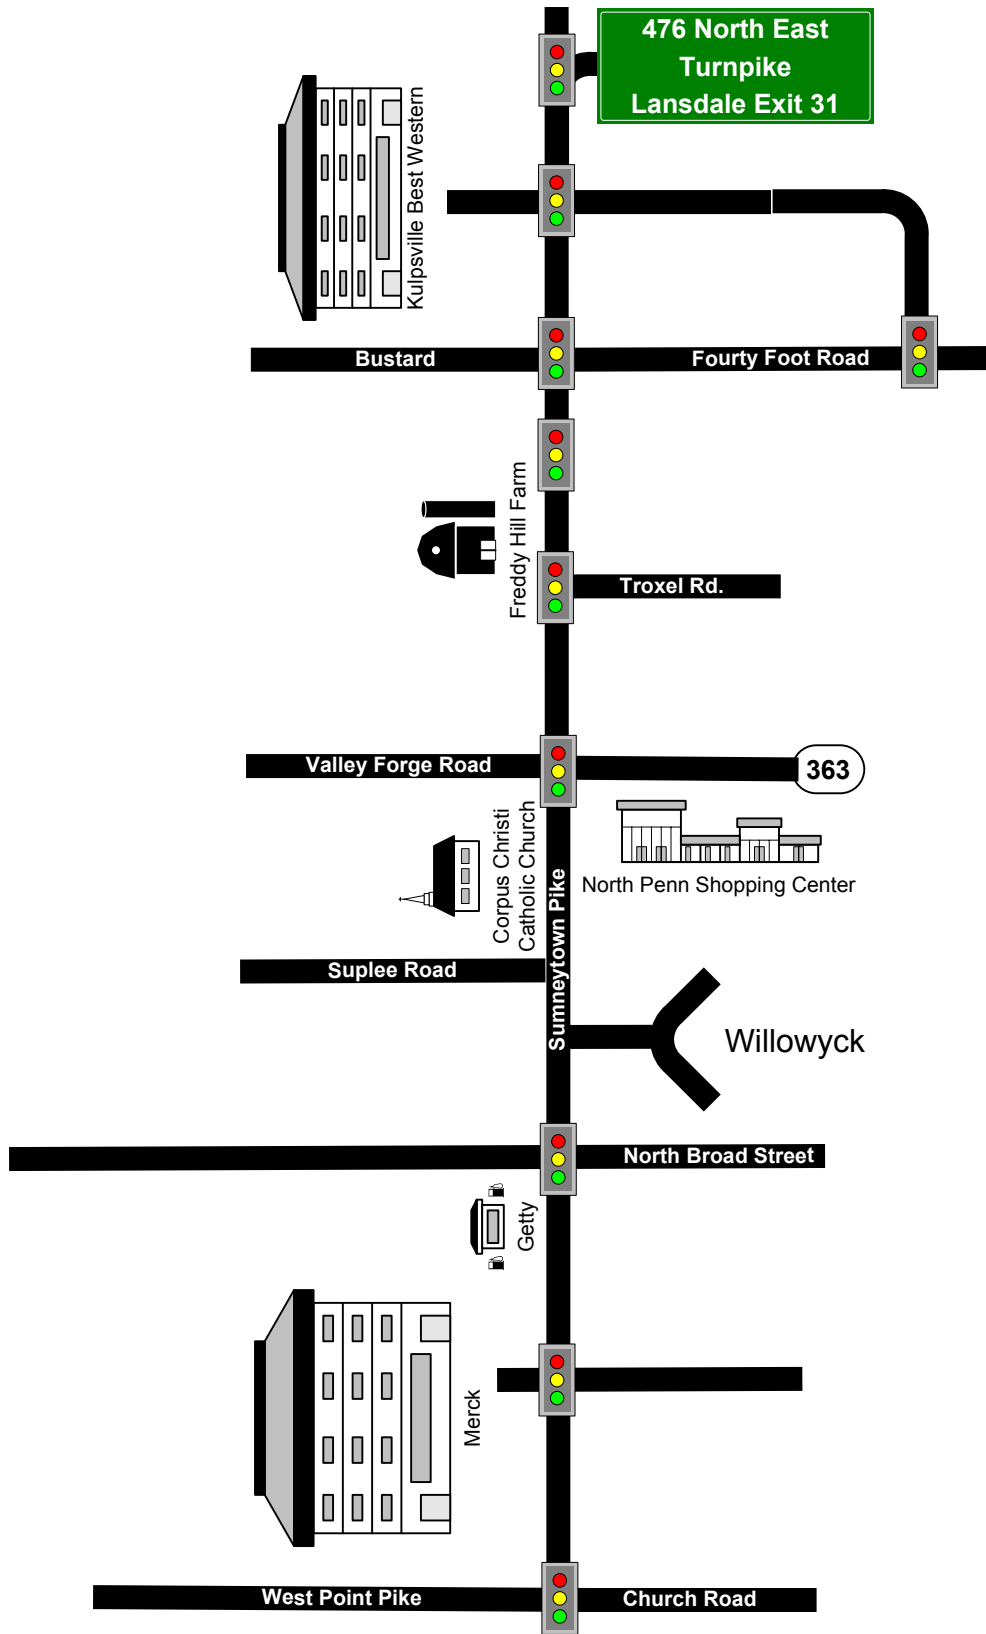 476 North East
Turnpike
Lansdale Exit 31
Kulpsville Best Western
Bustard
Fourty Foot Road
Freddy Hill Farm
Troxel Rd.
Valley Forge Road
363
Corpus Christi
Catholic Church
North Penn Shopping Center
Sumneytown Pike
Suplee Road
Willowyck
North Broad Street
Getty
Merck
West Point Pike
Church Road